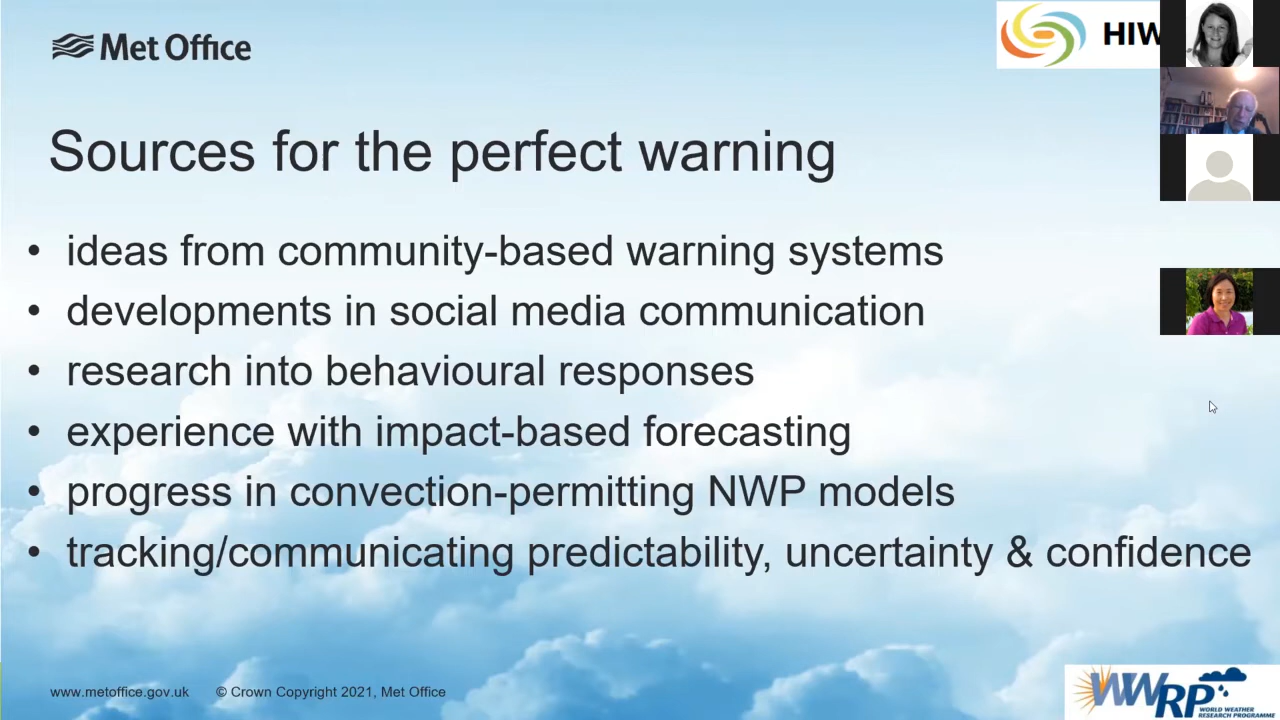 Met Office
HIW
Sources for the perfect warning
• ideas from community-based warning systems
• developments in social media communication
• research into behavioural responses
• experience with impact-based forecasting
• progress in convection-permitting NWP models
• tracking/communicating predictability, uncertainty & confidence
www.metoffice.gov.uk © Crown Copyright 2021, Met Office
WWRP
WORLD WEATHER
RESEARCH PROGRAMME